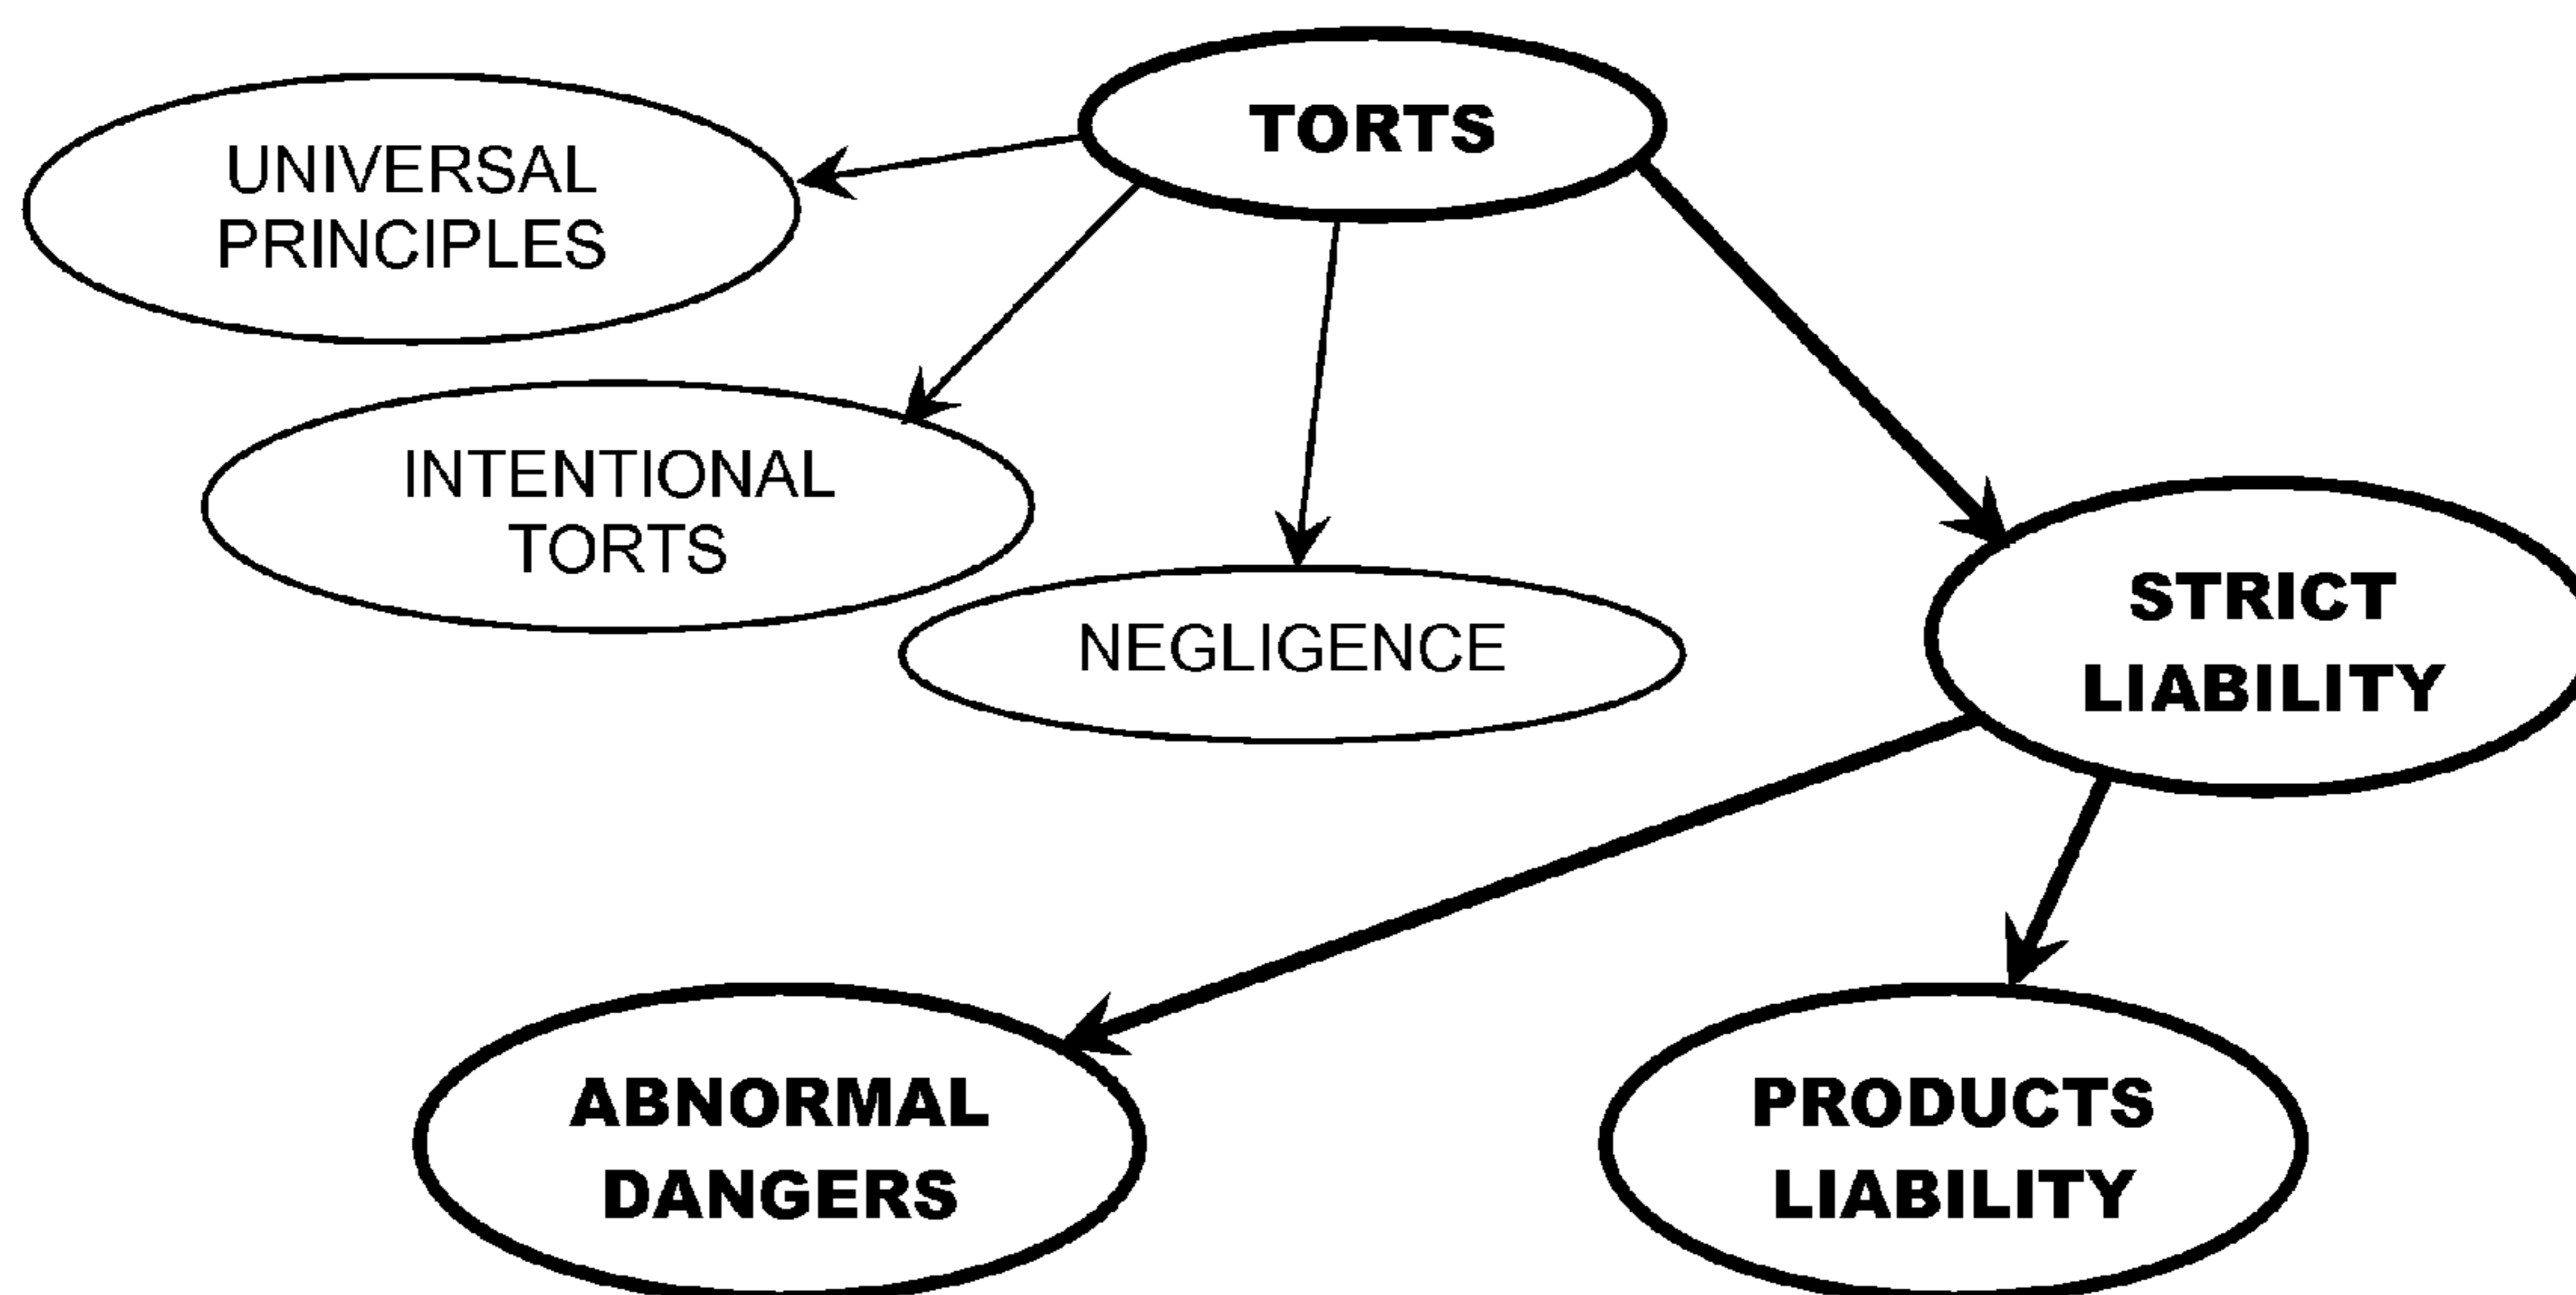 TORTS
UNIVERSAL
PRINCIPLES
INTENTIONAL
TORTS
NEGLIGENCE
STRICT
LIABILITY
ABNORMAL
DANGERS
PRODUCTS
LIABILITY